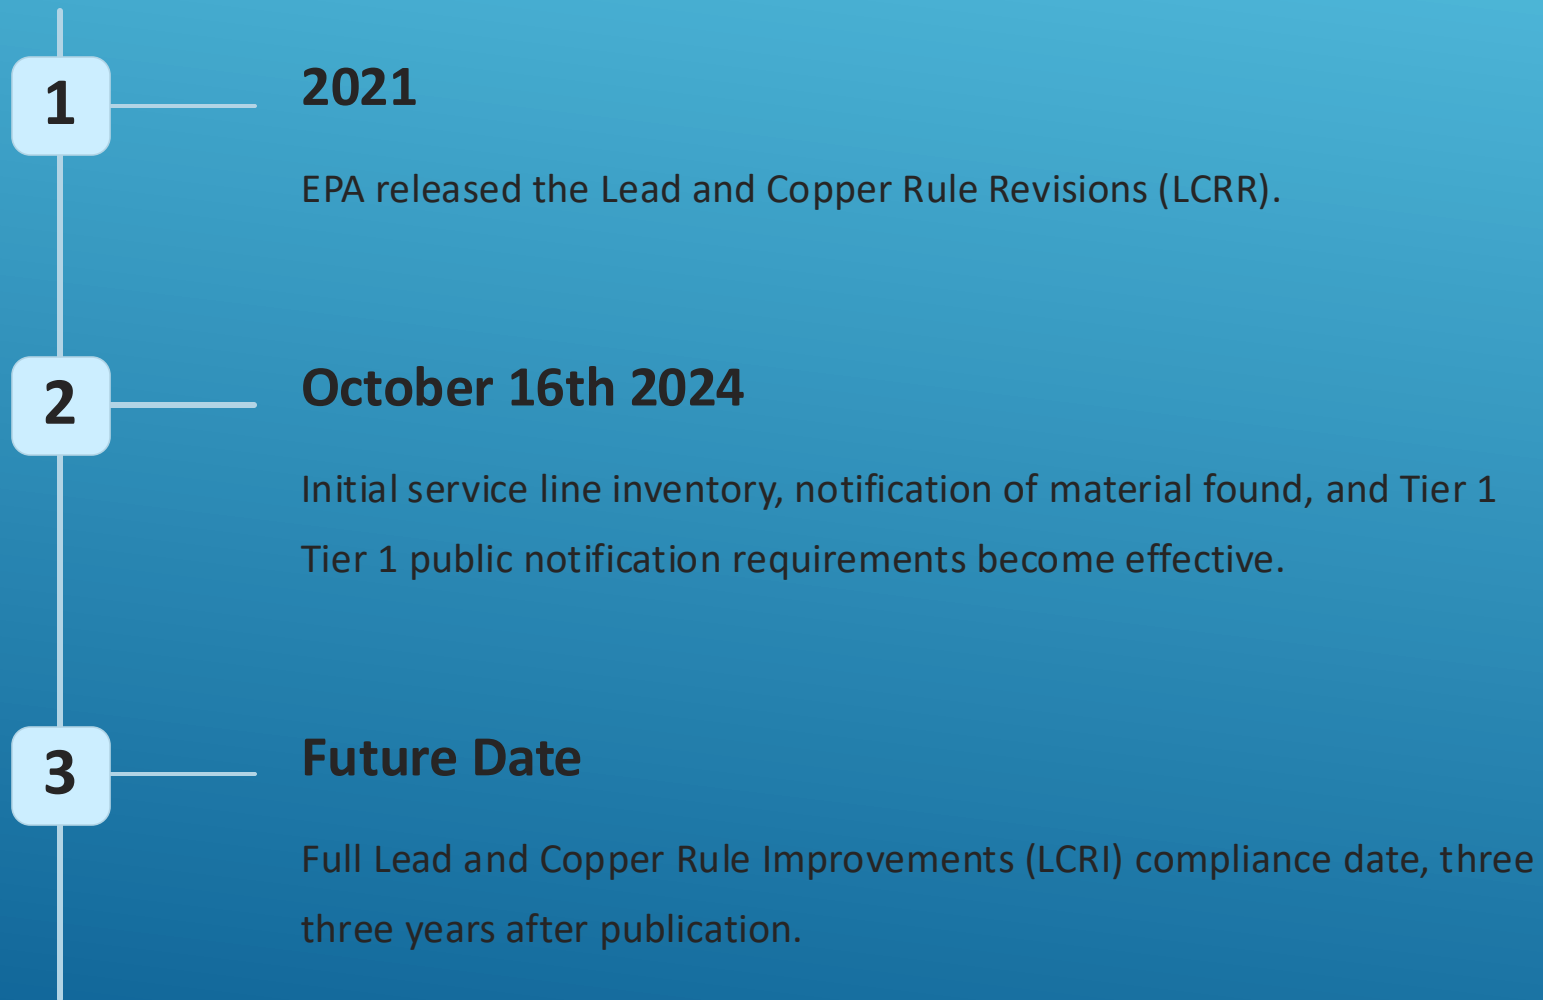 1
2021
EPA released the Lead and Copper Rule Revisions (LCRR).
2
October 16th 2024
Initial service line inventory, notification of material found, and Tier 1
Tier 1 public notification requirements become effective.
3
Future Date
Full Lead and Copper Rule Improvements (LCRI) compliance date, three
three years after publication.